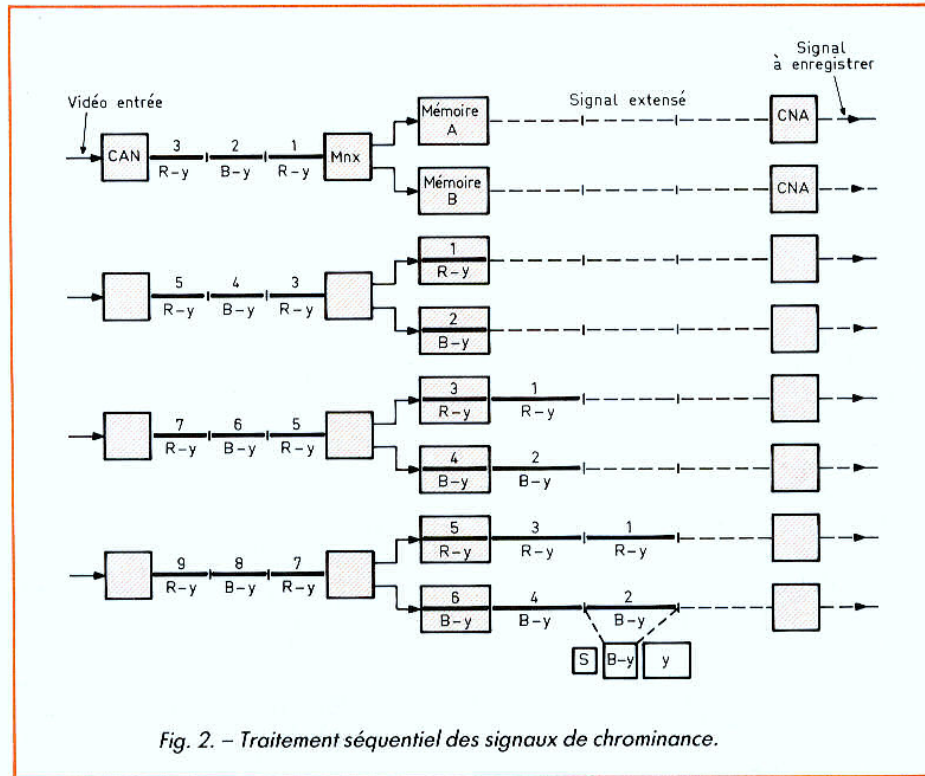 Signal
à enregistrer
Vidéo entrée
Signal extensé
Mémoire
A
CNA
CAN
3 2 1
R-y B-y R-y
Mnx
Mémoire
B
CNA
1
R-y
5 4 3
R-y B-y R-y
2
B-y
3 1
R-y R-y
7 6 5
R-y B-y R-y
4 2
B-y B-y
5 3 1
R-y R-y R-y
9 8 7
R-y B-y R-y
6 4 2
B-y B-y B-y
S B-y y
Fig. 2. – Traitement séquentiel des signaux de chrominance.